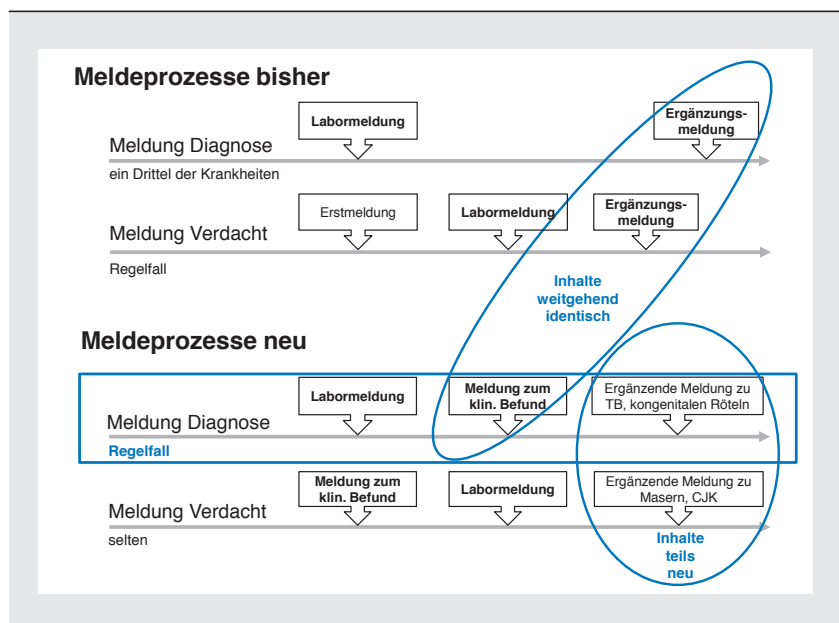 Meldeprozesse bisher
Labormeldung
Ergänzungs-
meldung
Meldung Diagnose
ein Drittel der Krankheiten
Erstmeldung
Labormeldung
Ergänzungs-
meldung
Meldung Verdacht
Regelfall
Inhalte
weitgehend
identisch
Meldeprozesse neu
Labormeldung
Meldung zum
klin. Befund
Ergänzende Meldung zu
TB, kongenitalen Röteln
Meldung Diagnose
Regelfall
Meldung zum
klin. Befund
Labormeldung
Ergänzende Meldung zu
Masern, CJK
Meldung Verdacht
selten
Inhalte
teils
neu